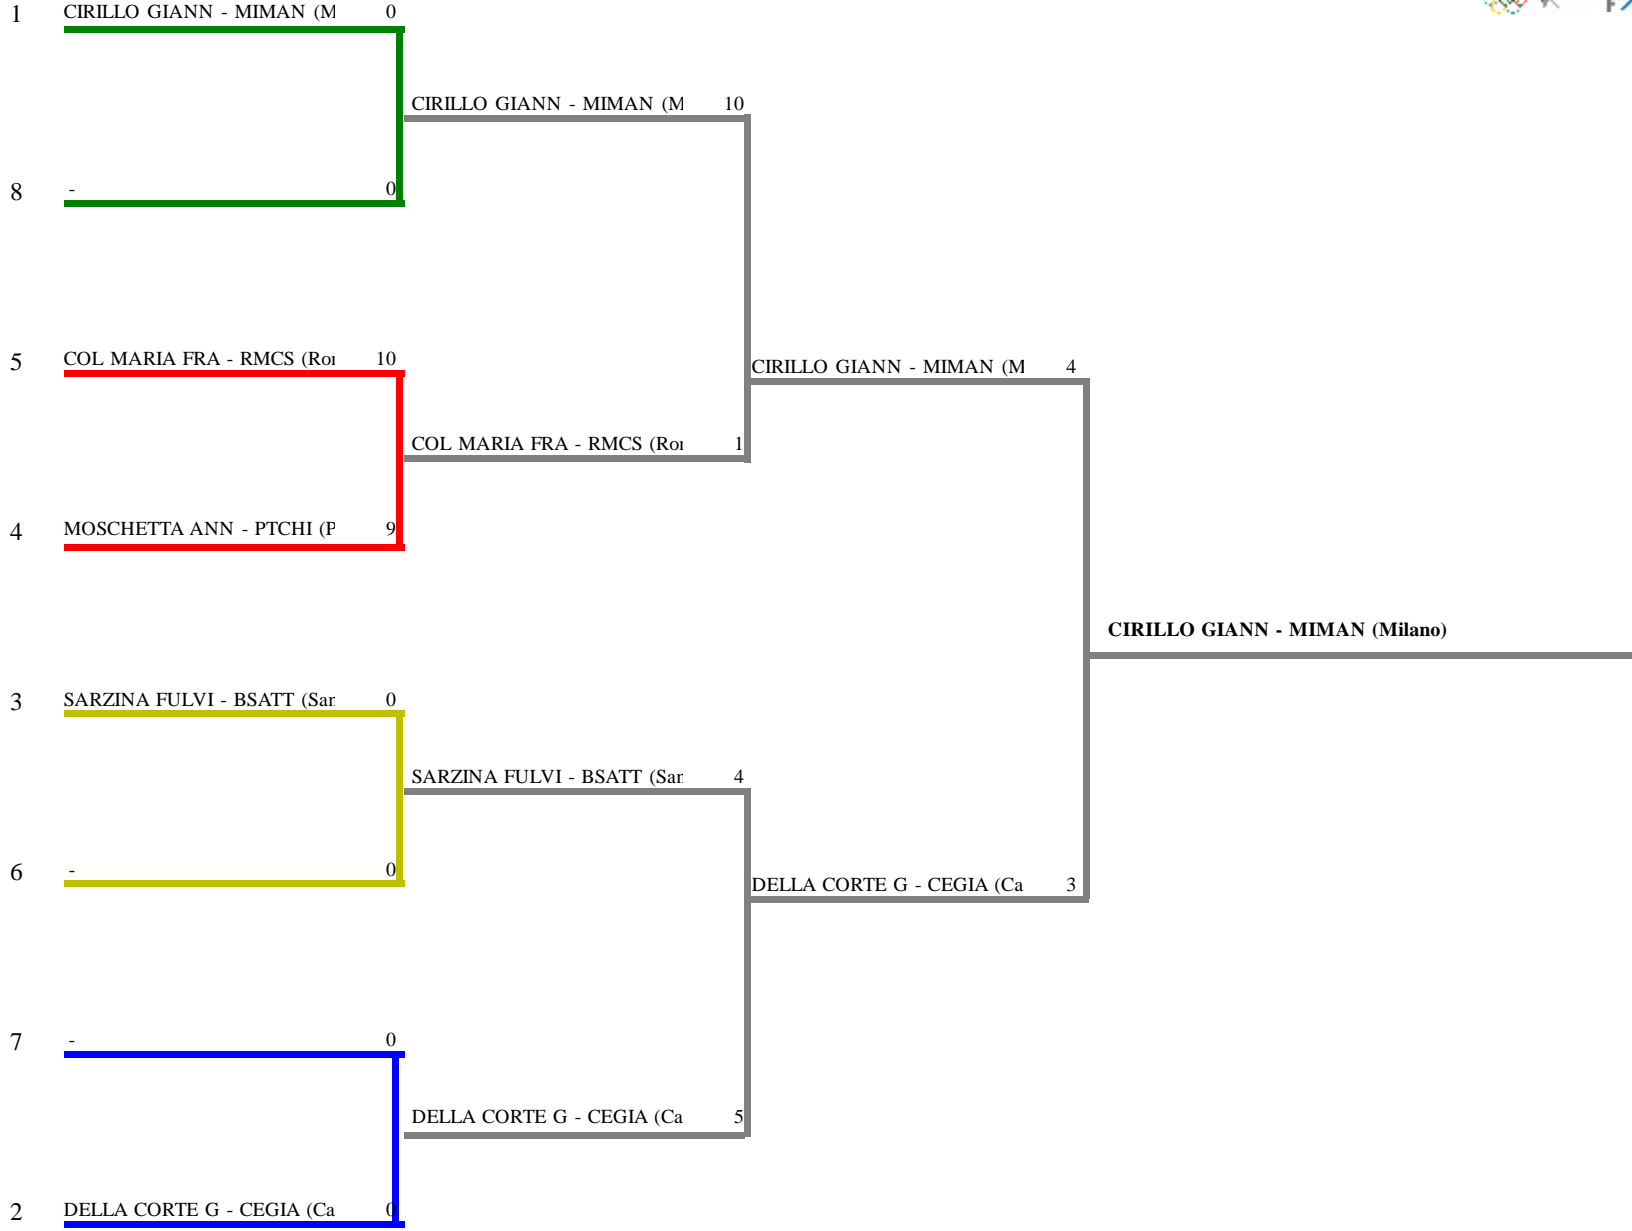 1 CIRILLO GIANN - MIMAN (M 0
CIRILLO GIANN - MIMAN (M 10
8 - 0
5 COL MARIA FRA - RMCS (Ror 10
CIRILLO GIANN - MIMAN (M 4
COL MARIA FRA - RMCS (Ror 1
4 MOSCHETTA ANN - PTCHI (P 9
CIRILLO GIANN - MIMAN (Milano)
3 SARZINA FULVI - BSATT (Sar 0
SARZINA FULVI - BSATT (Sar 4
6 - 0
DELLA CORTE G - CEGIA (Ca 3
7 - 0
DELLA CORTE G - CEGIA (Ca 5
2 DELLA CORTE G - CEGIA (Ca 0